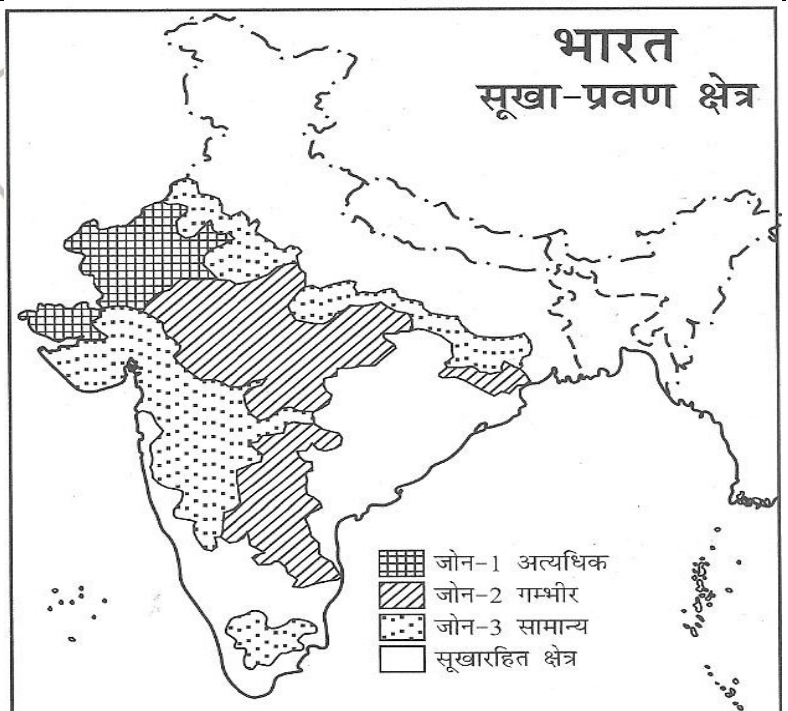 भारत
सूखा-प्रवण क्षेत्र
जोन-1 अत्यधिक
जोन-2 गम्भीर
जोन-3 सामान्य
सूखारहित क्षेत्र